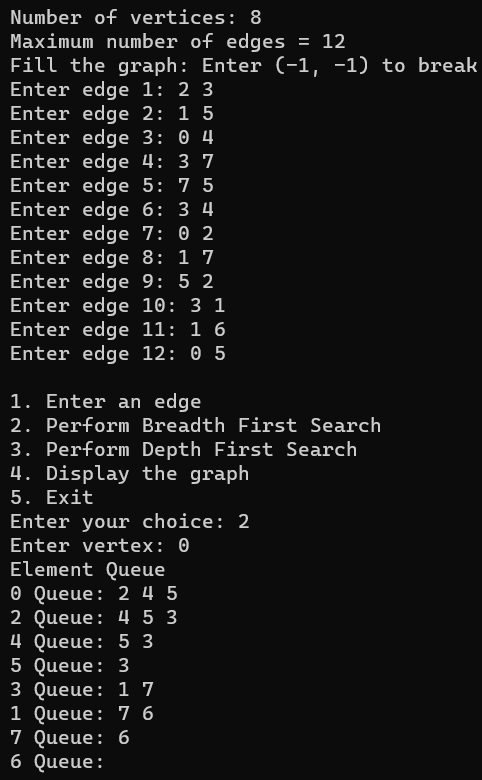 Number of vertices: 8
Maximum number of edges = 12
Fill the graph: Enter (-1, -1) to break
Enter edge 1: 2 3
Enter edge 2: 1 5
Enter edge 3: 0 4
Enter edge 4: 3 7
Enter edge 5: 7 5
Enter edge 6: 3 4
Enter edge 7: 0 2
Enter edge 8: 1 7
Enter edge 9: 5 2
Enter edge 10: 3 1
Enter edge 11: 1 6
Enter edge 12: 0 5
1. Enter an edge
2. Perform Breadth First Search
3. Perform Depth First Search
4. Display the graph
5. Exit
Enter your choice: 2
Enter vertex: 0
Element Queue
0 Queue: 2 4 5
2 Queue: 4 5 3
4 Queue: 5 3
5 Queue: 3
3 Queue: 1 7
1 Queue: 7 6
7 Queue: 6
6 Queue: